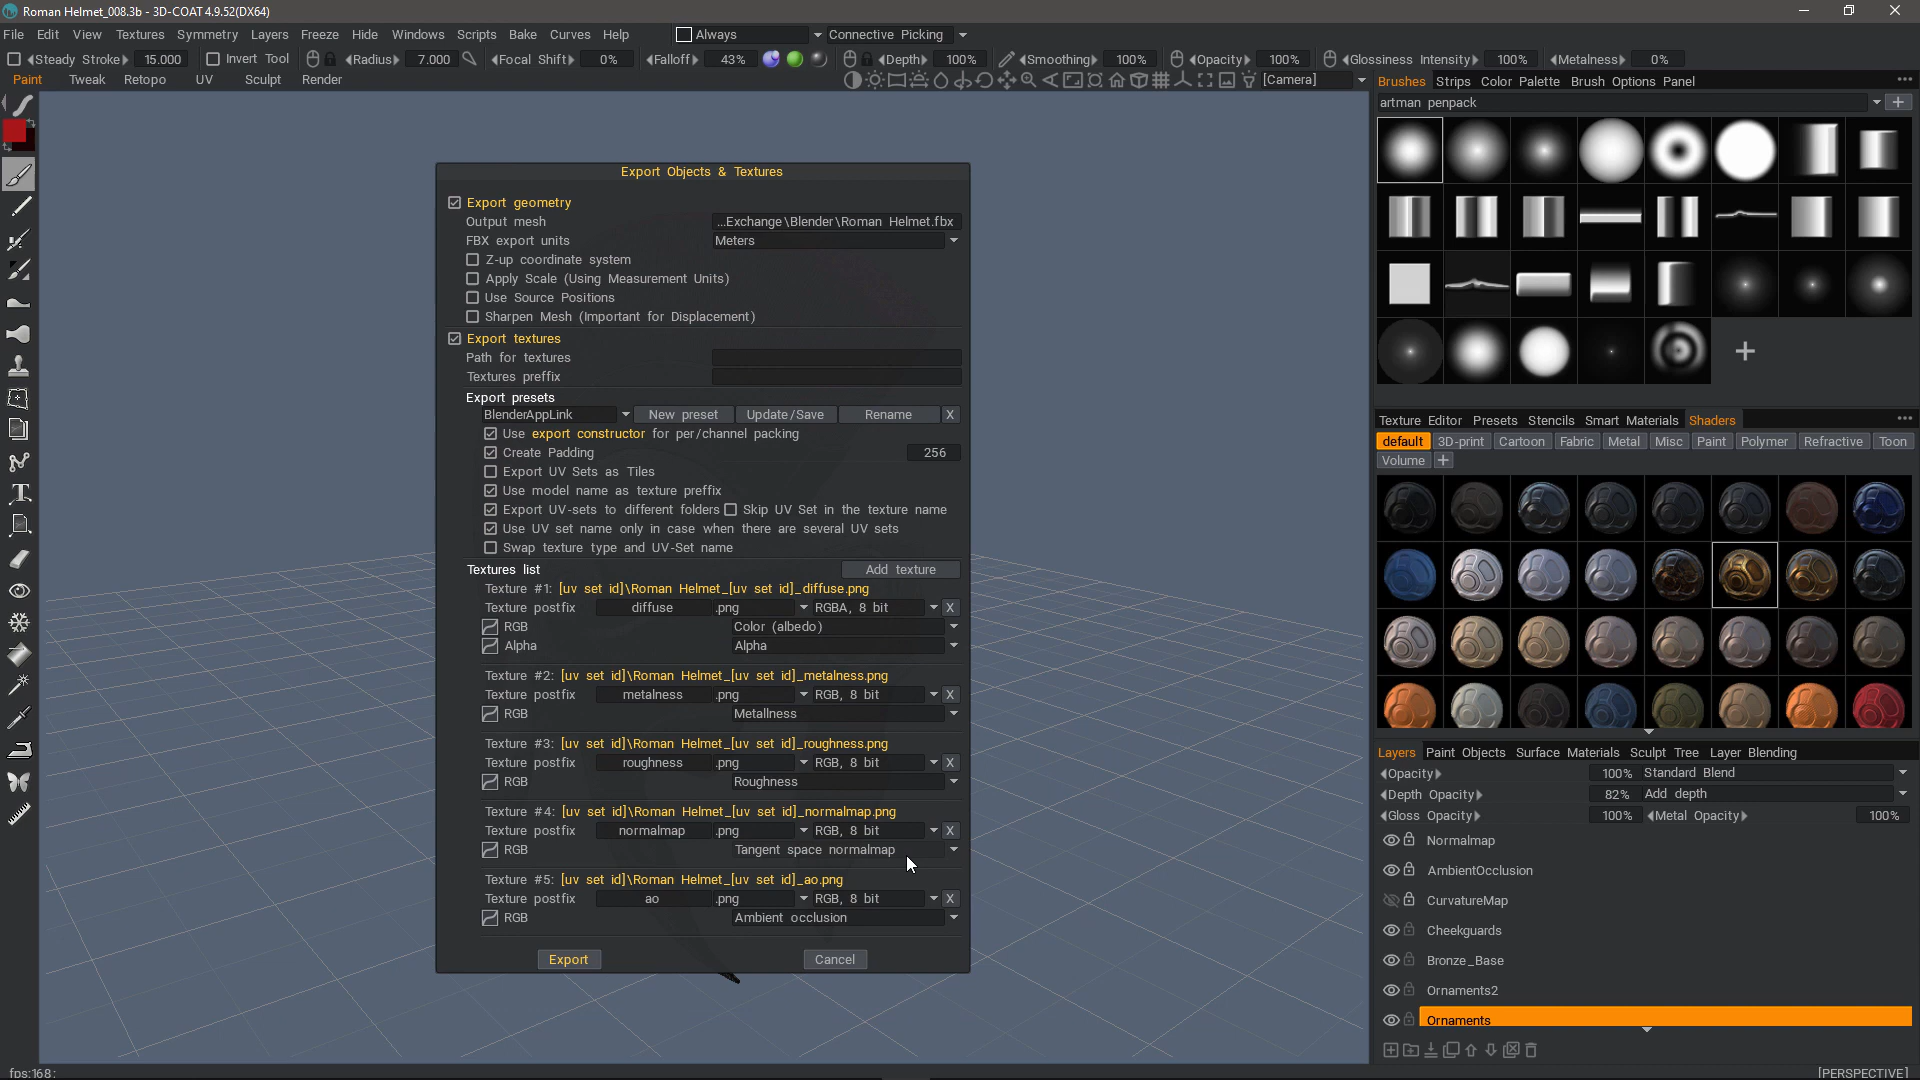 Roman Helmet_008.3b - 3D-COAT 4.9.52(DX64)
File Edit View Textures Symmetry Layers Freeze Hide Windows Scripts Bake Curves Help Always Connective Picking
Steady Stroke 15.000 Invert Tool Radius 7.000 Focal Shift 0% Falloff 43% Depth 100% Smoothing 100% Opacity 100% Glossiness Intensity 100% Metalness 0%
Paint Tweak Retopo UV Sculpt Render [Camera]
Brushes Strips Color Palette Brush Options Panel
artman penpack
Export Objects & Textures
Export geometry
Output mesh ...Exchange\Blender\Roman Helmet.fbx
FBX export units Meters
Z-up coordinate system
Apply Scale (Using Measurement Units)
Use Source Positions
Sharpen Mesh (Important for Displacement)
Export textures
Path for textures
Textures preffix
Export presets
BlenderAppLink New preset Update/Save Rename X
Use export constructor for per/channel packing
Create Padding 256
Export UV Sets as Tiles
Use model name as texture preffix
Export UV-sets to different folders Skip UV Set in the texture name
Use UV set name only in case when there are several UV sets
Swap texture type and UV-Set name
Textures list Add texture
Texture #1: [uv set id]\Roman Helmet_[uv set id]_diffuse.png
Texture postfix diffuse .png RGBA, 8 bit X
RGB Color (albedo)
Alpha Alpha
Texture #2: [uv set id]\Roman Helmet_[uv set id]_metalness.png
Texture postfix metalness .png RGB, 8 bit X
RGB Metallness
Texture #3: [uv set id]\Roman Helmet_[uv set id]_roughness.png
Texture postfix roughness .png RGB, 8 bit X
RGB Roughness
Texture #4: [uv set id]\Roman Helmet_[uv set id]_normalmap.png
Texture postfix normalmap .png RGB, 8 bit X
RGB Tangent space normalmap
Texture #5: [uv set id]\Roman Helmet_[uv set id]_ao.png
Texture postfix ao .png RGB, 8 bit X
RGB Ambient occlusion
Export Cancel
Texture Editor Presets Stencils Smart Materials Shaders
default 3D-print Cartoon Fabric Metal Misc Paint Polymer Refractive Toon
Volume +
Layers Paint Objects Surface Materials Sculpt Tree Layer Blending
Opacity 100% Standard Blend
Depth Opacity 82% Add depth
Gloss Opacity 100% Metal Opacity 100%
Normalmap
AmbientOcclusion
CurvatureMap
Cheekguards
Bronze_Base
Ornaments2
Ornaments
fps:168: [PERSPECTIVE]